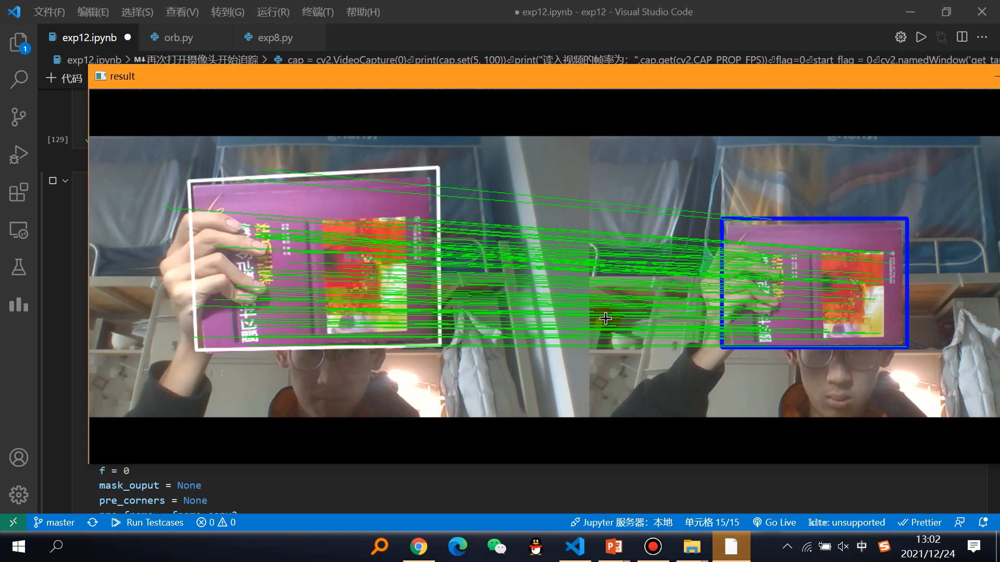 文件(F) 编辑(E) 选择(S) 查看(V) 转到(G) 运行(R) 终端(T) 帮助(H) ● exp12.ipynb - exp12 - Visual Studio Code
exp12.ipynb ● orb.py exp8.py
1
exp12.ipynb > M↓再次打开摄像头开始追踪 > cap = cv2.VideoCapture(0)⏎print(cap.set(5, 100))⏎print("读入视频的帧率为：",cap.get(cv2.CAP_PROP_FPS))⏎flag=0⏎start_flag = 0⏎cv2.namedWindow('get_ta
+ 代码
result
[129]
f = 0
mask_ouput = None
pre_corners = None
master Run Testcases 0 0 Jupyter 服务器：本地 单元格 15/15 Go Live kite: unsupported Prettier
中 13:02
2021/12/24